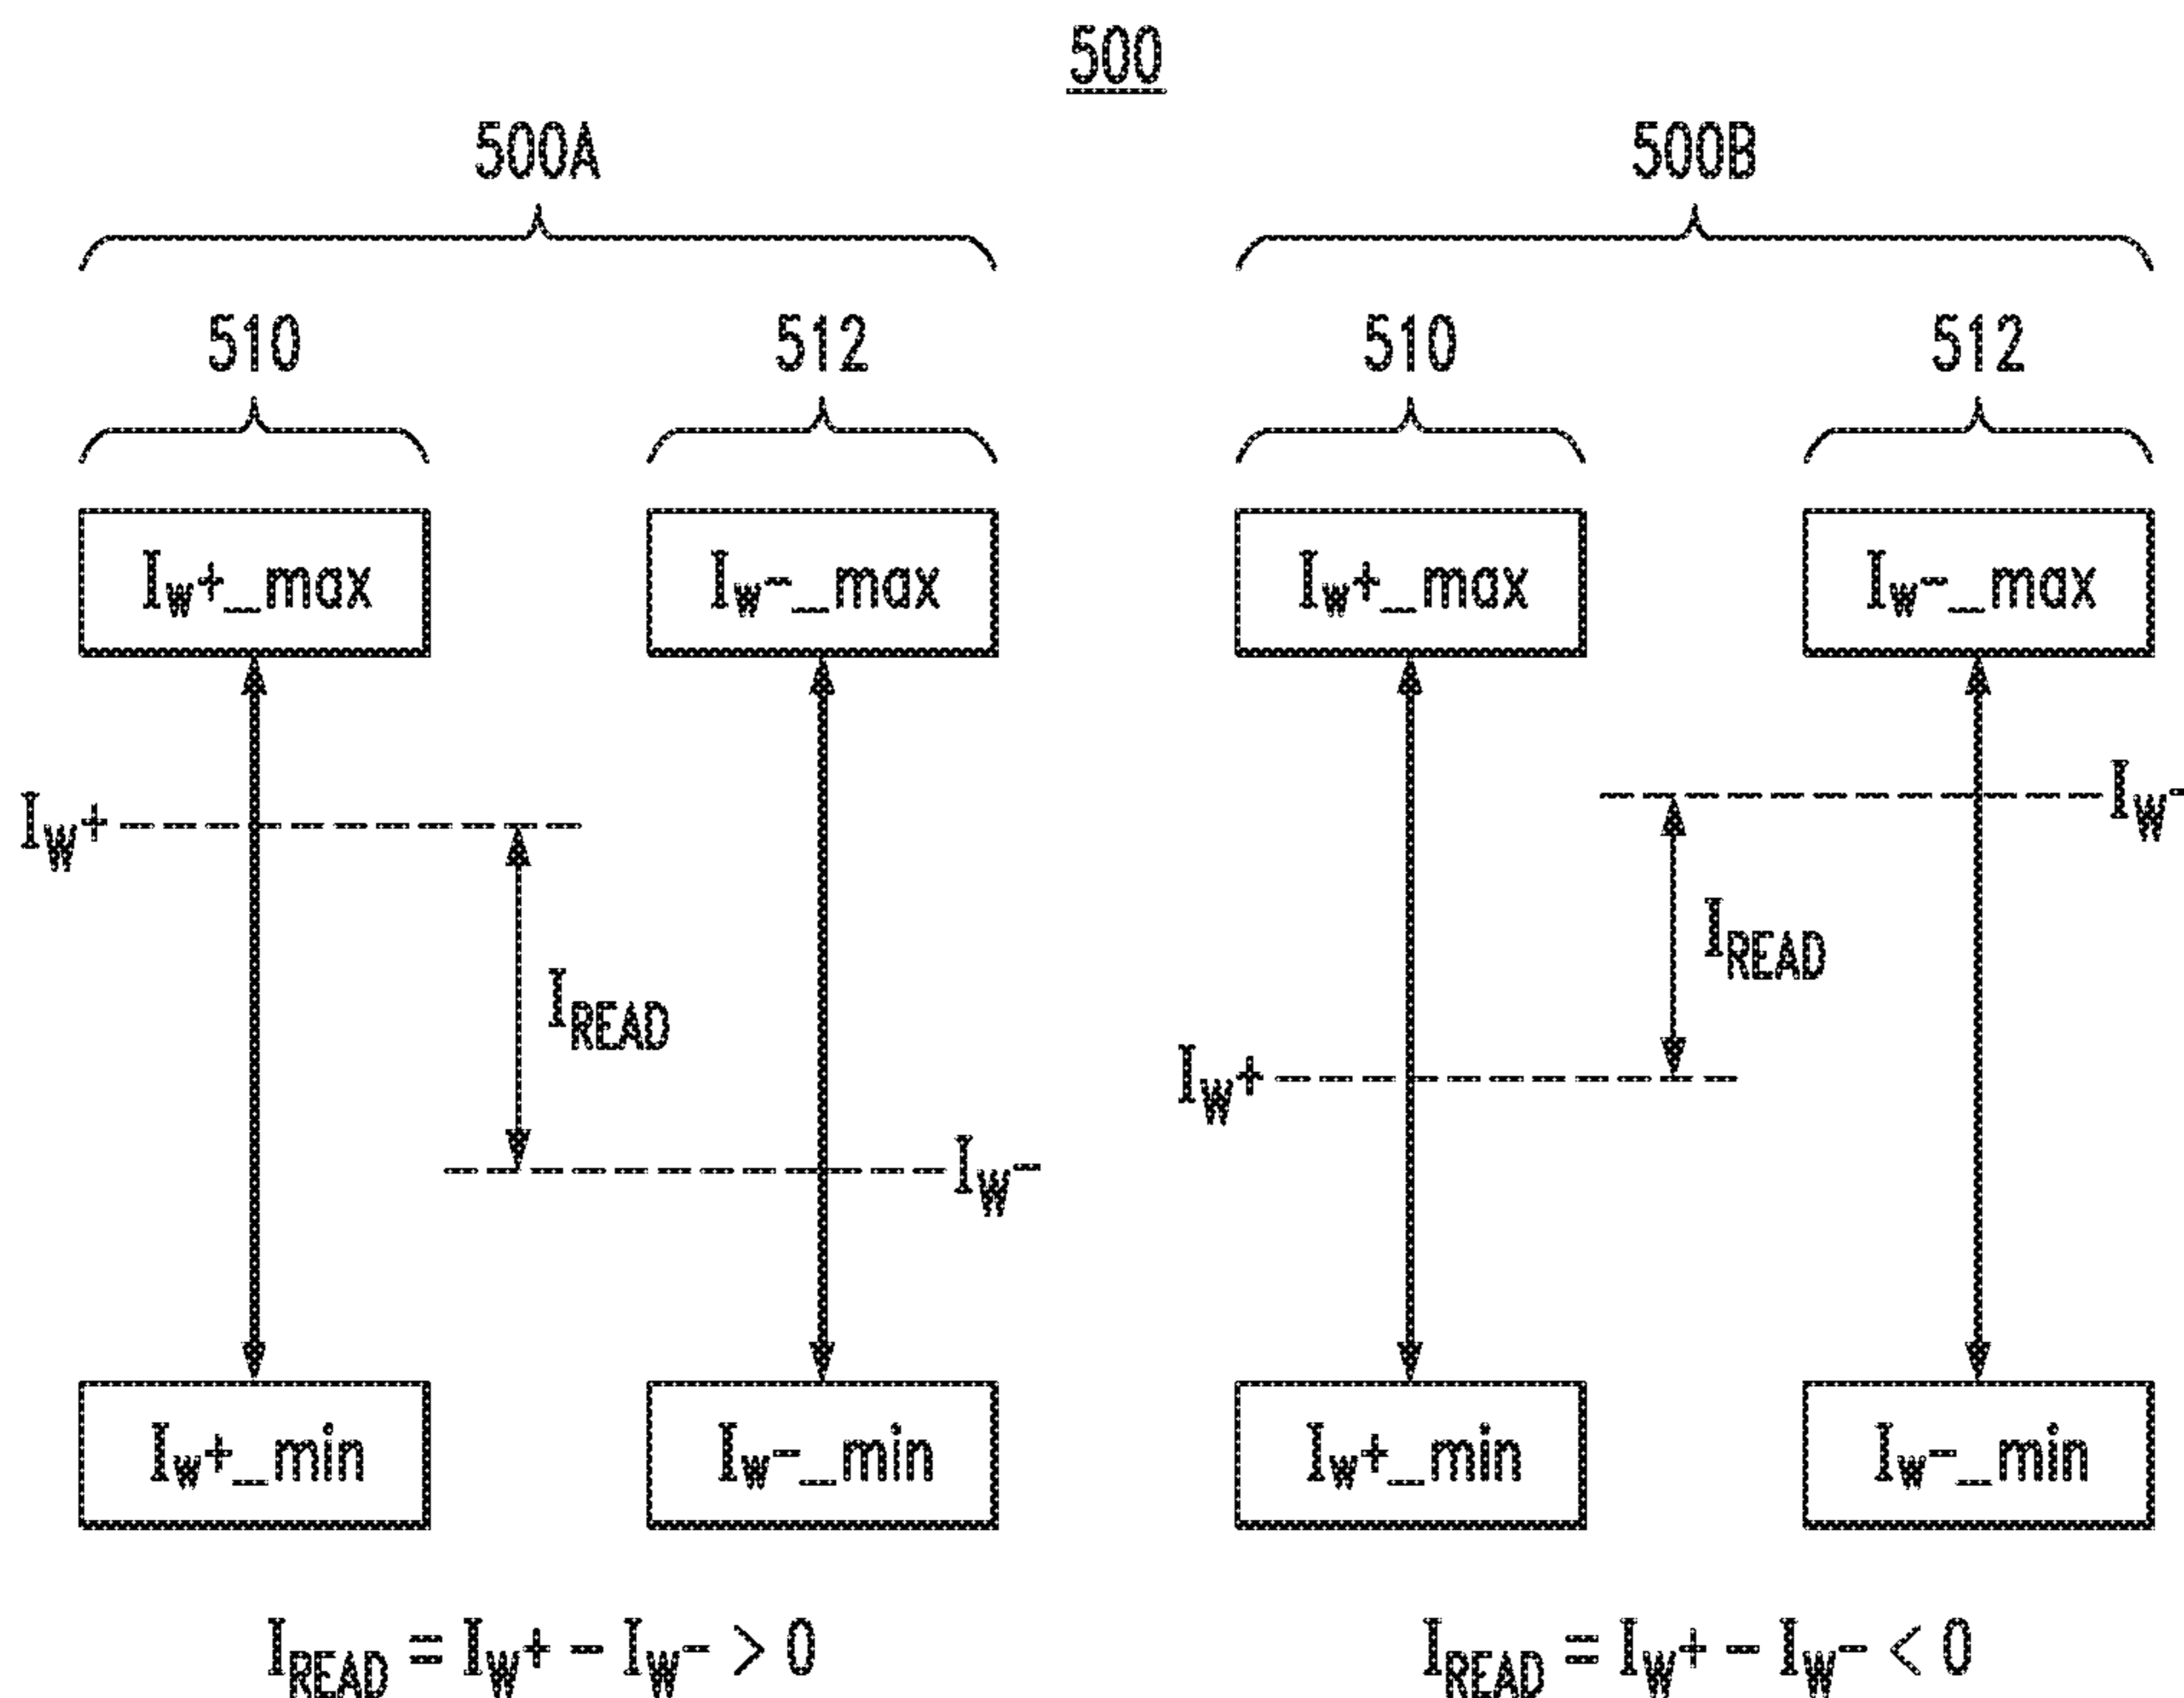 500
500A 500B
510 512 510 512
Iw+_max Iw-_max Iw+_max Iw-_max
Iw-
Iw+
IREAD
IREAD
Iw+
Iw-
Iw+_min Iw-_min Iw+_min Iw-_min
IREAD = Iw+ - Iw- > 0 IREAD = Iw+ - Iw- < 0